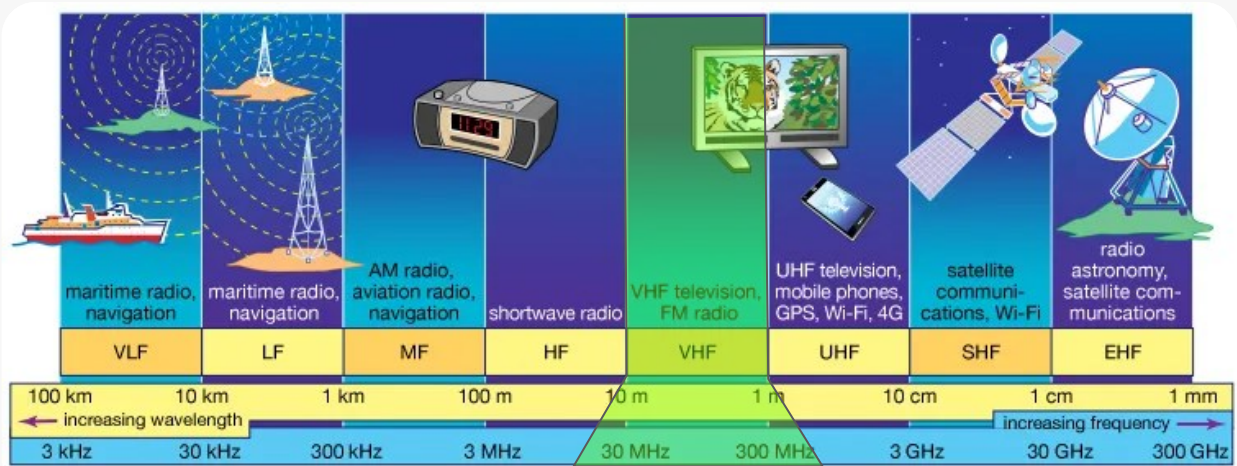 11:29
maritime radio,
navigation
maritime radio,
navigation
AM radio,
aviation radio,
navigation
shortwave radio
VHF television,
FM radio
UHF television,
mobile phones,
GPS, Wi-Fi, 4G
satellite
communi-
cations, Wi-Fi
radio
astronomy,
satellite com-
munications
VLF LF MF HF VHF UHF SHF EHF
100 km 10 km 1 km 100 m 10 m 1 m 10 cm 1 cm 1 mm
increasing wavelength increasing frequency
3 kHz 30 kHz 300 kHz 3 MHz 30 MHz 300 MHz 3 GHz 30 GHz 300 GHz